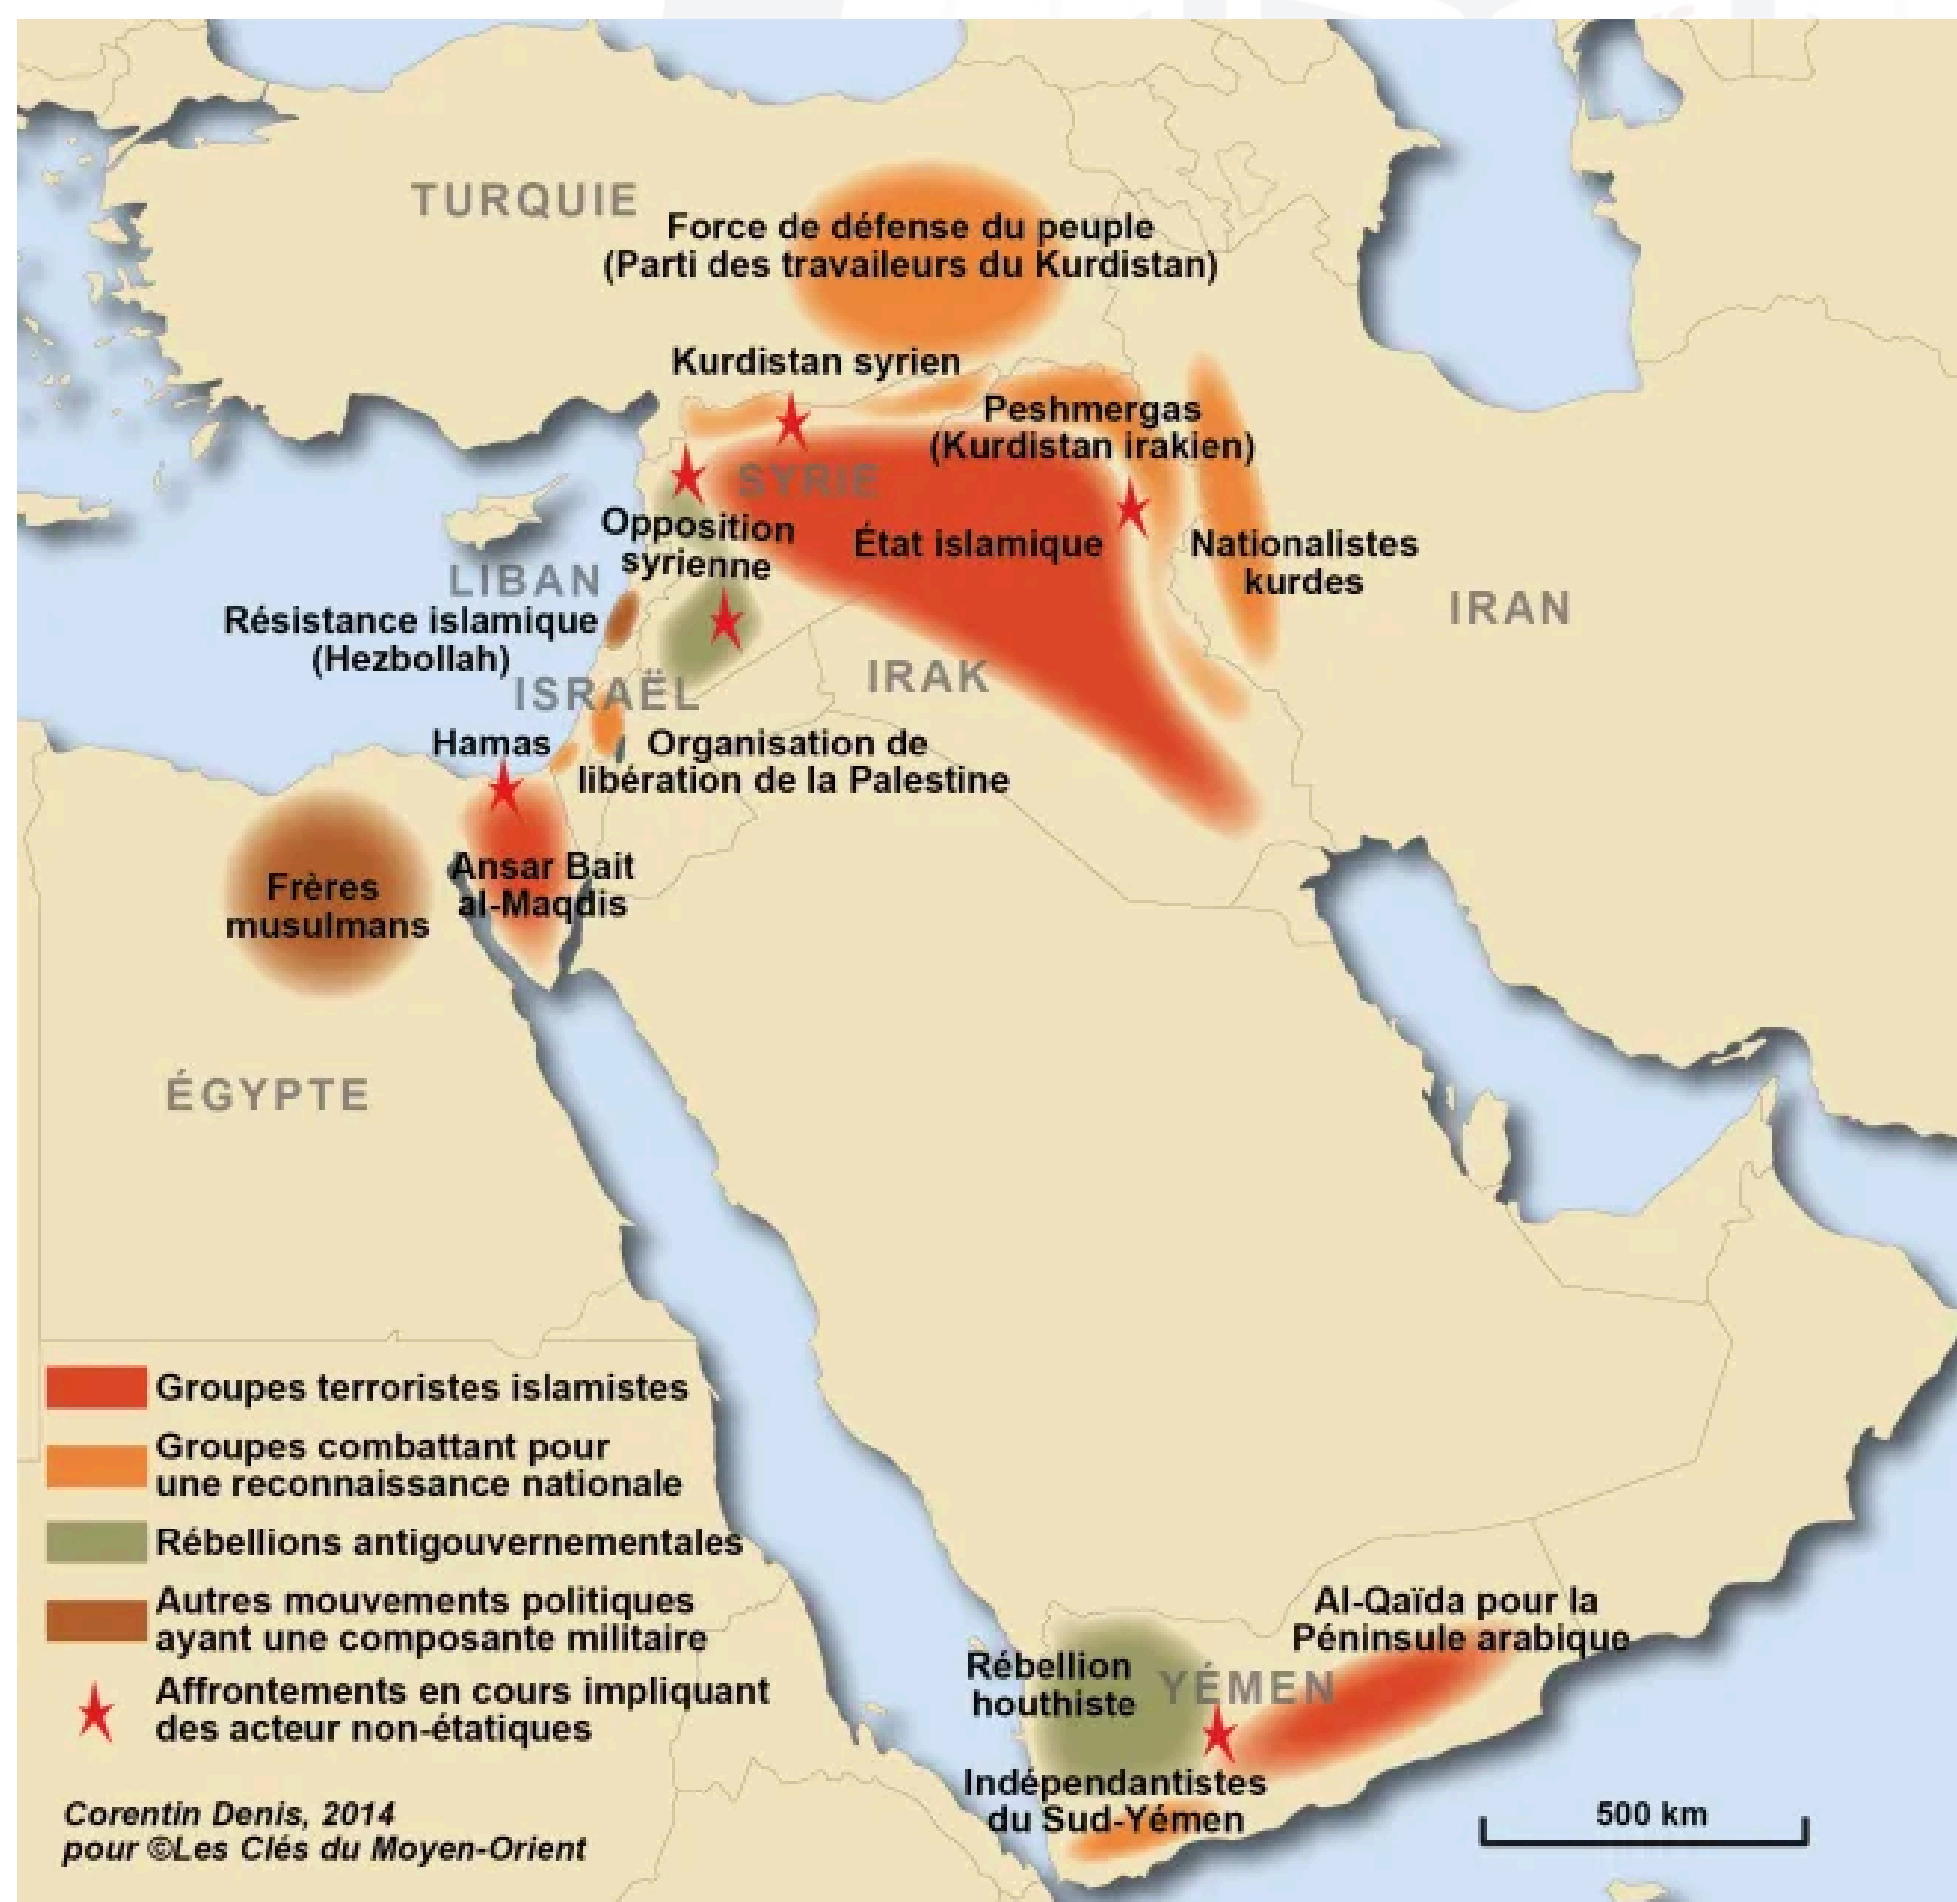 TURQUIE
Force de défense du peuple
(Parti des travaileurs du Kurdistan)
Kurdistan syrien
Peshmergas
(Kurdistan irakien)
SYRIE
Opposition
syrienne
État islamique
Nationalistes
kurdes
LIBAN
Résistance islamique
(Hezbollah)
IRAN
IRAK
ISRAËL
Hamas
Organisation de
libération de la Palestine
Ansar Bait
al-Maqdis
Frères
musulmans
ÉGYPTE
Groupes terroristes islamistes
Groupes combattant pour
une reconnaissance nationale
Rébellions antigouvernementales
Autres mouvements politiques
ayant une composante militaire
Affrontements en cours impliquant
des acteur non-étatiques
Al-Qaïda pour la
Péninsule arabique
Rébellion
houthiste
YÉMEN
Indépendantistes
du Sud-Yémen
500 km
Corentin Denis, 2014
pour ©Les Clés du Moyen-Orient